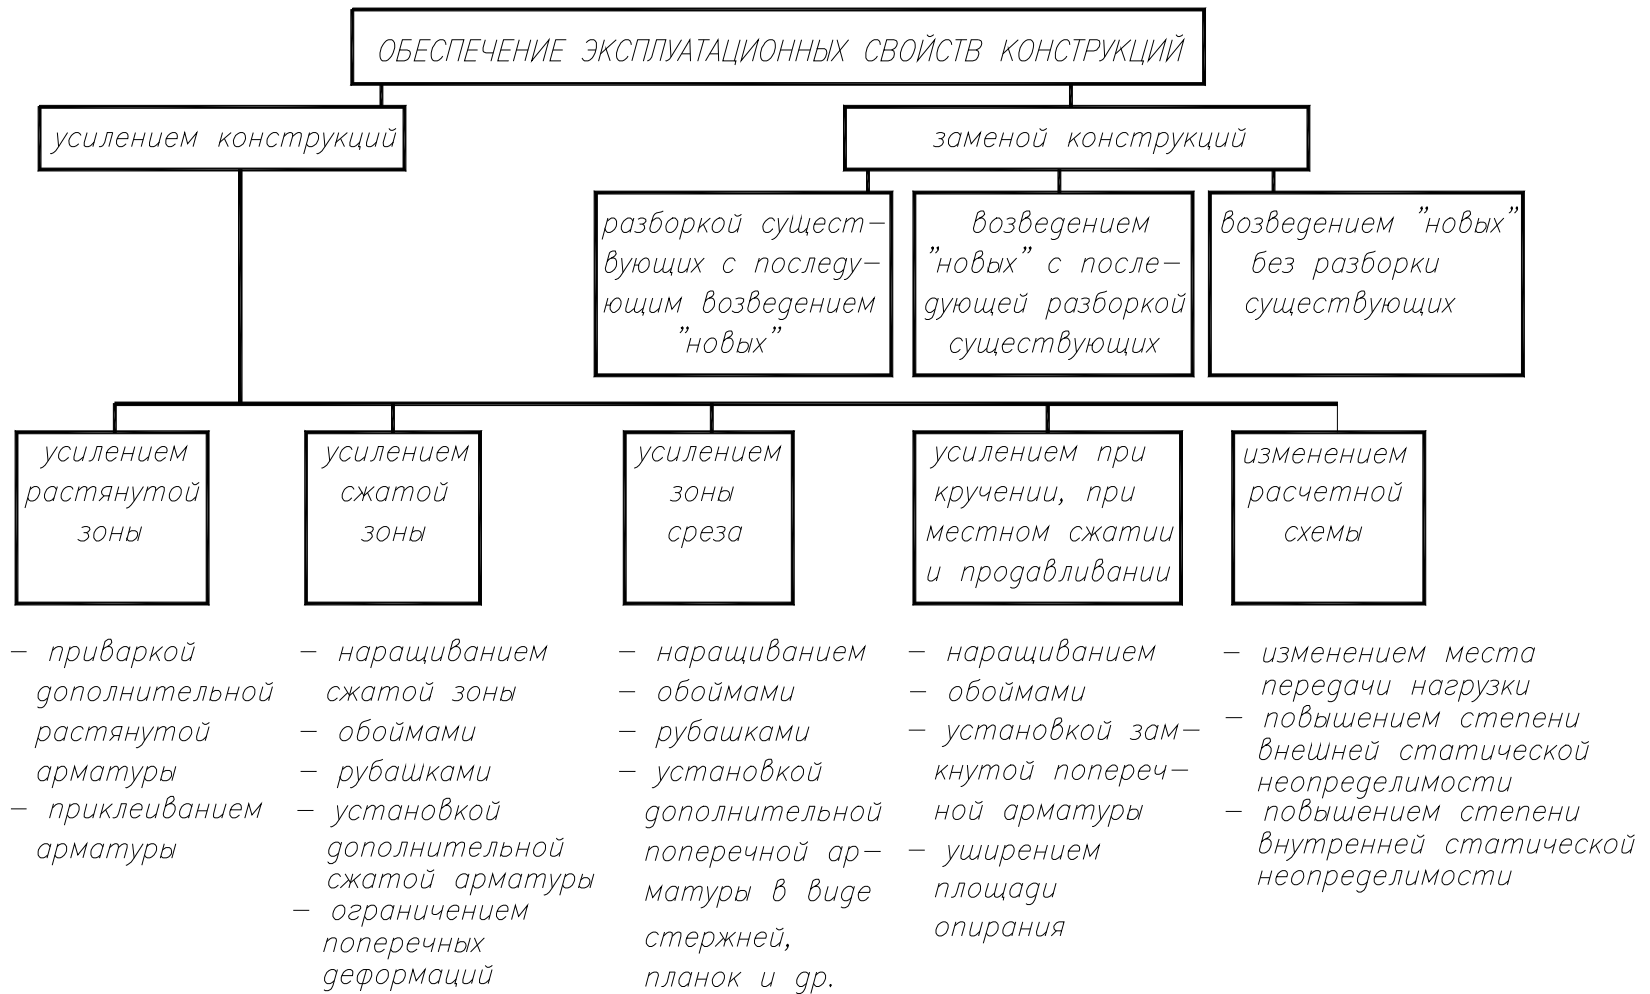 ОБЕСПЕЧЕНИЕ ЭКСПЛУАТАЦИОННЫХ СВОЙСТВ КОНСТРУКЦИЙ
усилением конструкций
заменой конструкций
разборкой сущест–
вующих с последу–
ющим возведением
"новых"
возведением
"новых" с после–
дующей разборкой
существующих
возведением "новых"
без разборки
существующих
усилением
растянутой
зоны
усилением
сжатой
зоны
усилением
зоны
среза
усилением при
кручении, при
местном сжатии
и продавливании
изменением
расчетной
схемы
– приваркой
дополнительной
растянутой
арматуры
– приклеиванием
арматуры
– наращиванием
сжатой зоны
– обоймами
– рубашками
– установкой
дополнительной
сжатой арматуры
– ограничением
поперечных
деформаций
– наращиванием
– обоймами
– рубашками
– установкой
дополнительной
поперечной ар–
матуры в виде
стержней,
планок и др.
– наращиванием
– обоймами
– установкой зам–
кнутой попереч–
ной арматуры
– уширением
площади
опирания
– изменением места
передачи нагрузки
– повышением степени
внешней статической
неопределимости
– повышением степени
внутренней статической
неопределимости